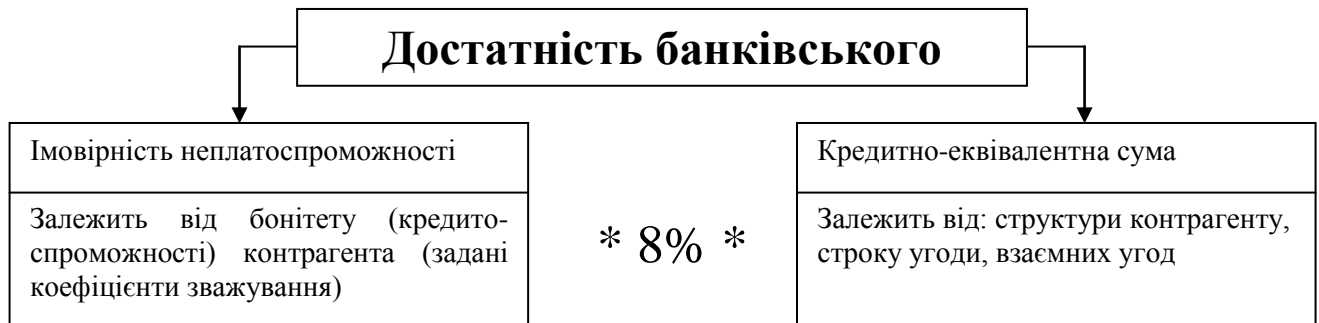 Достатність банківського
Імовірність неплатоспроможності
Залежить від бонітету (кредито-
спроможності) контрагента (задані
коефіцієнти зважування)
* 8% *
Кредитно-еквівалентна сума
Залежить від: структури контрагенту,
строку угоди, взаємних угод